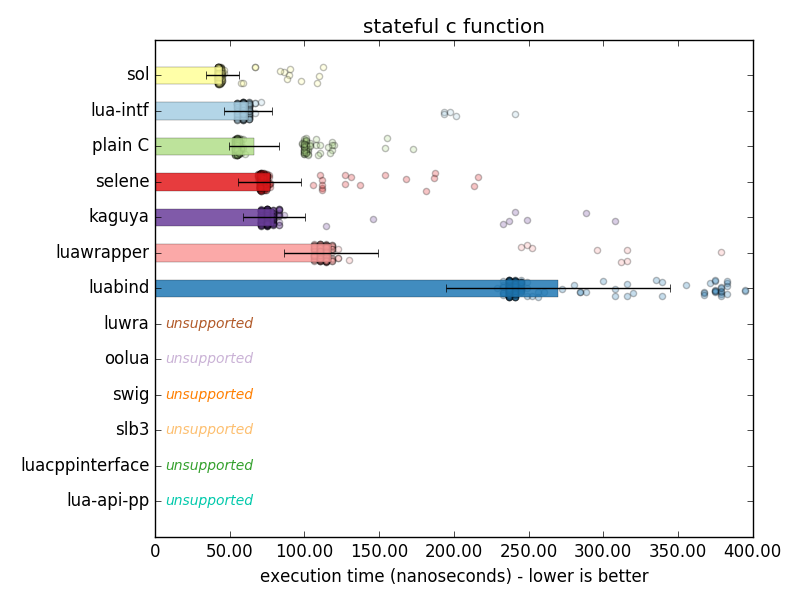 stateful c function
sol
lua-intf
plain C
selene
kaguya
luawrapper
luabind
luwra unsupported
oolua unsupported
swig unsupported
slb3 unsupported
luacppinterface unsupported
lua-api-pp unsupported
0 50.00 100.00 150.00 200.00 250.00 300.00 350.00 400.00
execution time (nanoseconds) - lower is better